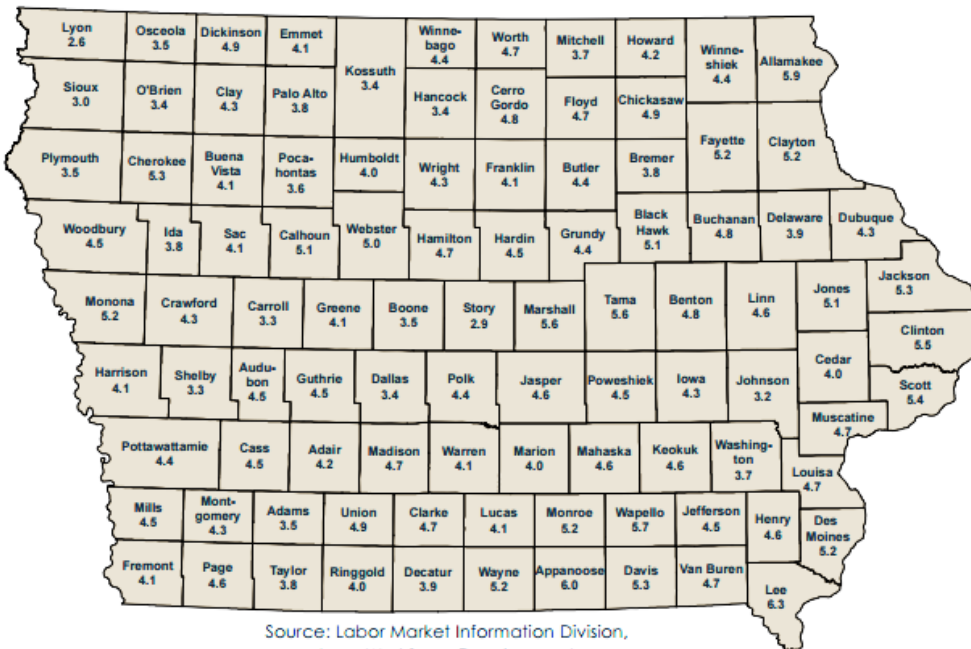 Lyon
2.6
Osceola
3.5
Dickinson
4.9
Emmet
4.1
Kossuth
3.4
Winne-
bago
4.4
Worth
4.7
Mitchell
3.7
Howard
4.2
Winne-
shiek
4.4
Allamakee
5.9
Sioux
3.0
O'Brien
3.4
Clay
4.3
Palo Alto
3.8
Hancock
3.4
Cerro
Gordo
4.8
Floyd
4.7
Chickasaw
4.9
Fayette
5.2
Clayton
5.2
Plymouth
3.5
Cherokee
5.3
Buena
Vista
4.1
Poca-
hontas
3.6
Humboldt
4.0
Wright
4.3
Franklin
4.1
Butler
4.4
Bremer
3.8
Woodbury
4.5
Ida
3.8
Sac
4.1
Calhoun
5.1
Webster
5.0
Hamilton
4.7
Hardin
4.5
Grundy
4.4
Black
Hawk
5.1
Buchanan
4.8
Delaware
3.9
Dubuque
4.3
Monona
5.2
Crawford
4.3
Carroll
3.3
Greene
4.1
Boone
3.5
Story
2.9
Marshall
5.6
Tama
5.6
Benton
4.8
Linn
4.6
Jones
5.1
Jackson
5.3
Clinton
5.5
Harrison
4.1
Shelby
3.3
Audu-
bon
4.5
Guthrie
4.5
Dallas
3.4
Polk
4.4
Jasper
4.6
Poweshiek
4.5
Iowa
4.3
Johnson
3.2
Cedar
4.0
Scott
5.4
Muscatine
4.7
Pottawattamie
4.4
Cass
4.5
Adair
4.2
Madison
4.7
Warren
4.1
Marion
4.0
Mahaska
4.6
Keokuk
4.6
Washing-
ton
3.7
Louisa
4.7
Mills
4.5
Mont-
gomery
4.3
Adams
3.5
Union
4.9
Clarke
4.7
Lucas
4.1
Monroe
5.2
Wapello
5.7
Jefferson
4.5
Henry
4.6
Des
Moines
5.2
Fremont
4.1
Page
4.6
Taylor
3.8
Ringgold
4.0
Decatur
3.9
Wayne
5.2
Appanoose
6.0
Davis
5.3
Van Buren
4.7
Lee
6.3
Source: Labor Market Information Division,